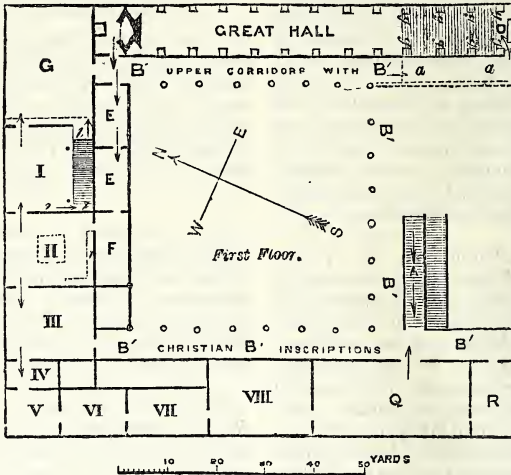 GREAT HALL
G
B' UPPER CORRIDORP WITH B' a a
E
B'
I
E
N E
W S
II
F
First Floor.
B'
III
B' CHRISTIAN B' INSCRIPTIONS B'
IV
V VI VII VIII Q R
10 20 30 40 50 YARDS